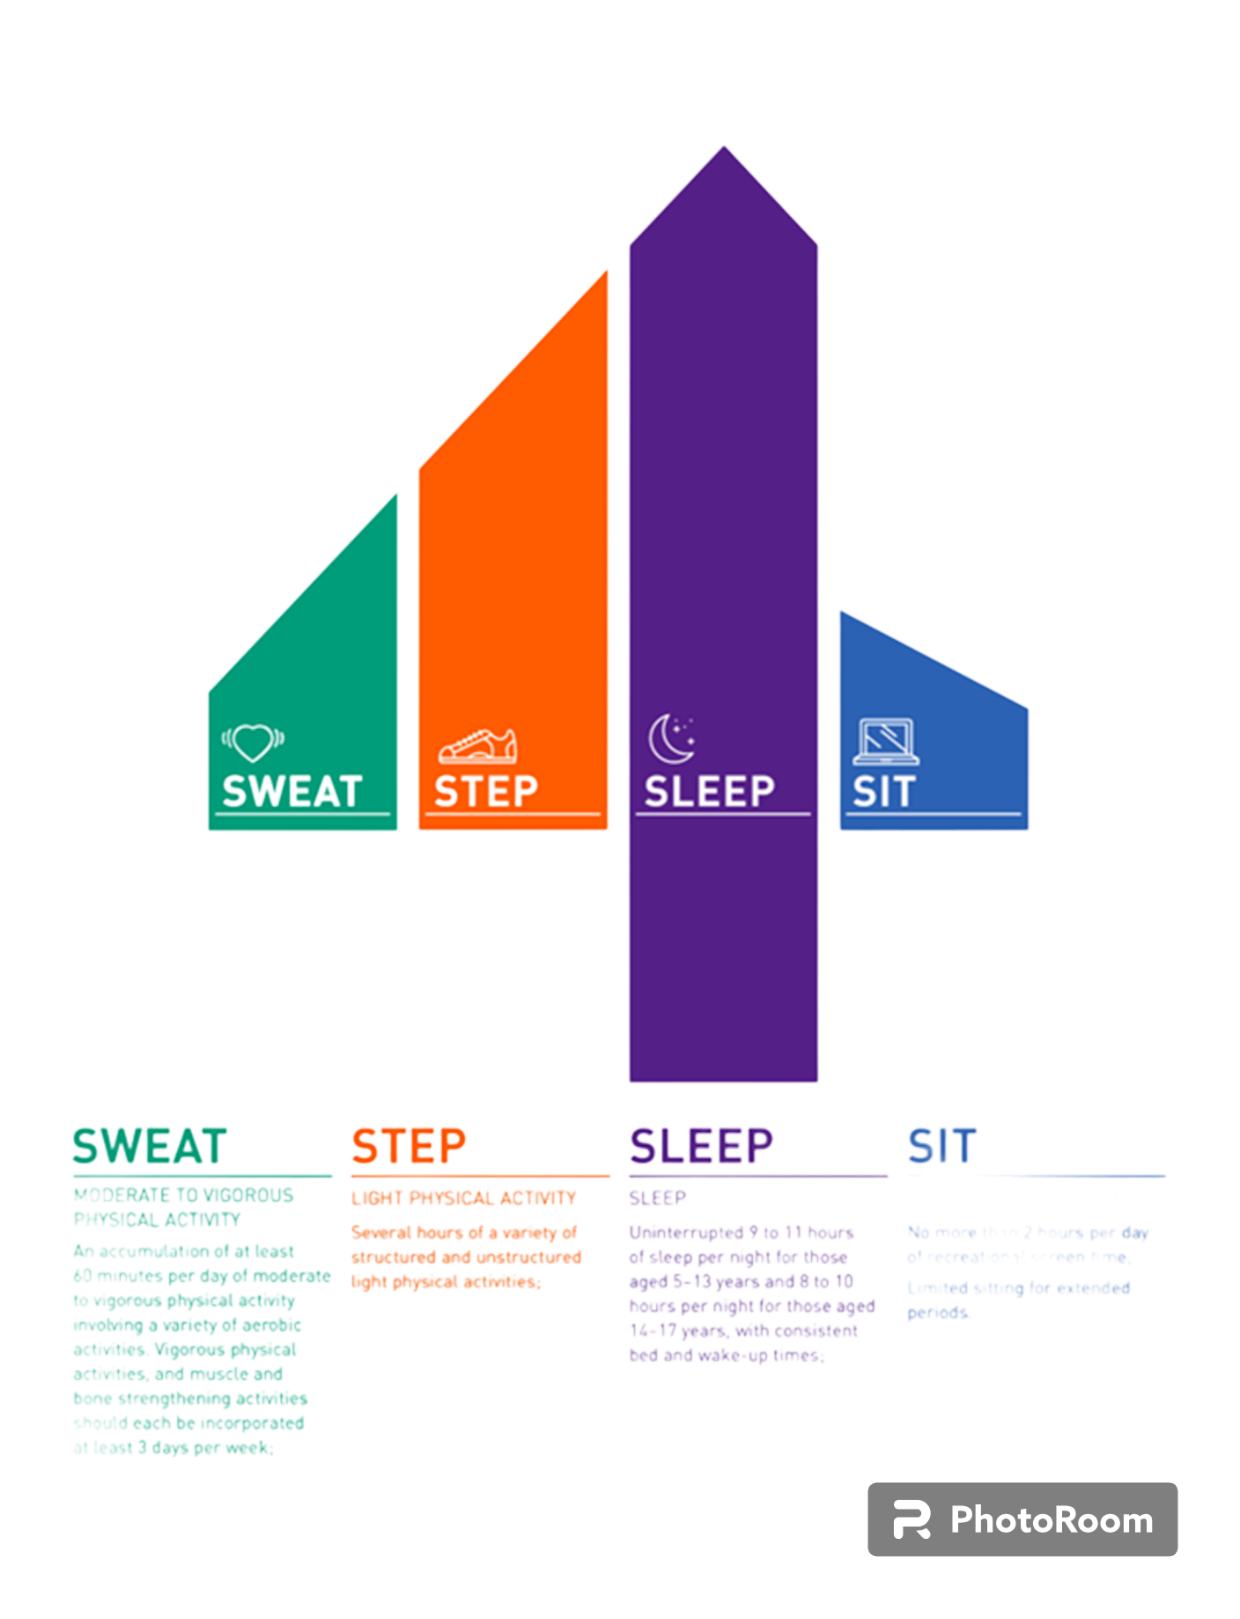 SWEAT
STEP
SLEEP
SIT
SWEAT
MODERATE TO VIGOROUS
PHYSICAL ACTIVITY
An accumulation of at least
60 minutes per day of moderate
to vigorous physical activity
involving a variety of aerobic
activities. Vigorous physical
activities, and muscle and
bone strengthening activities
should each be incorporated
at least 3 days per week;
STEP
LIGHT PHYSICAL ACTIVITY
Several hours of a variety of
structured and unstructured
light physical activities;
SLEEP
SLEEP
Uninterrupted 9 to 11 hours
of sleep per night for those
aged 5-13 years and 8 to 10
hours per night for those aged
14-17 years, with consistent
bed and wake-up times;
SIT
No more than 2 hours per day
of recreational screen time;
Limited sitting for extended
periods.
PhotoRoom